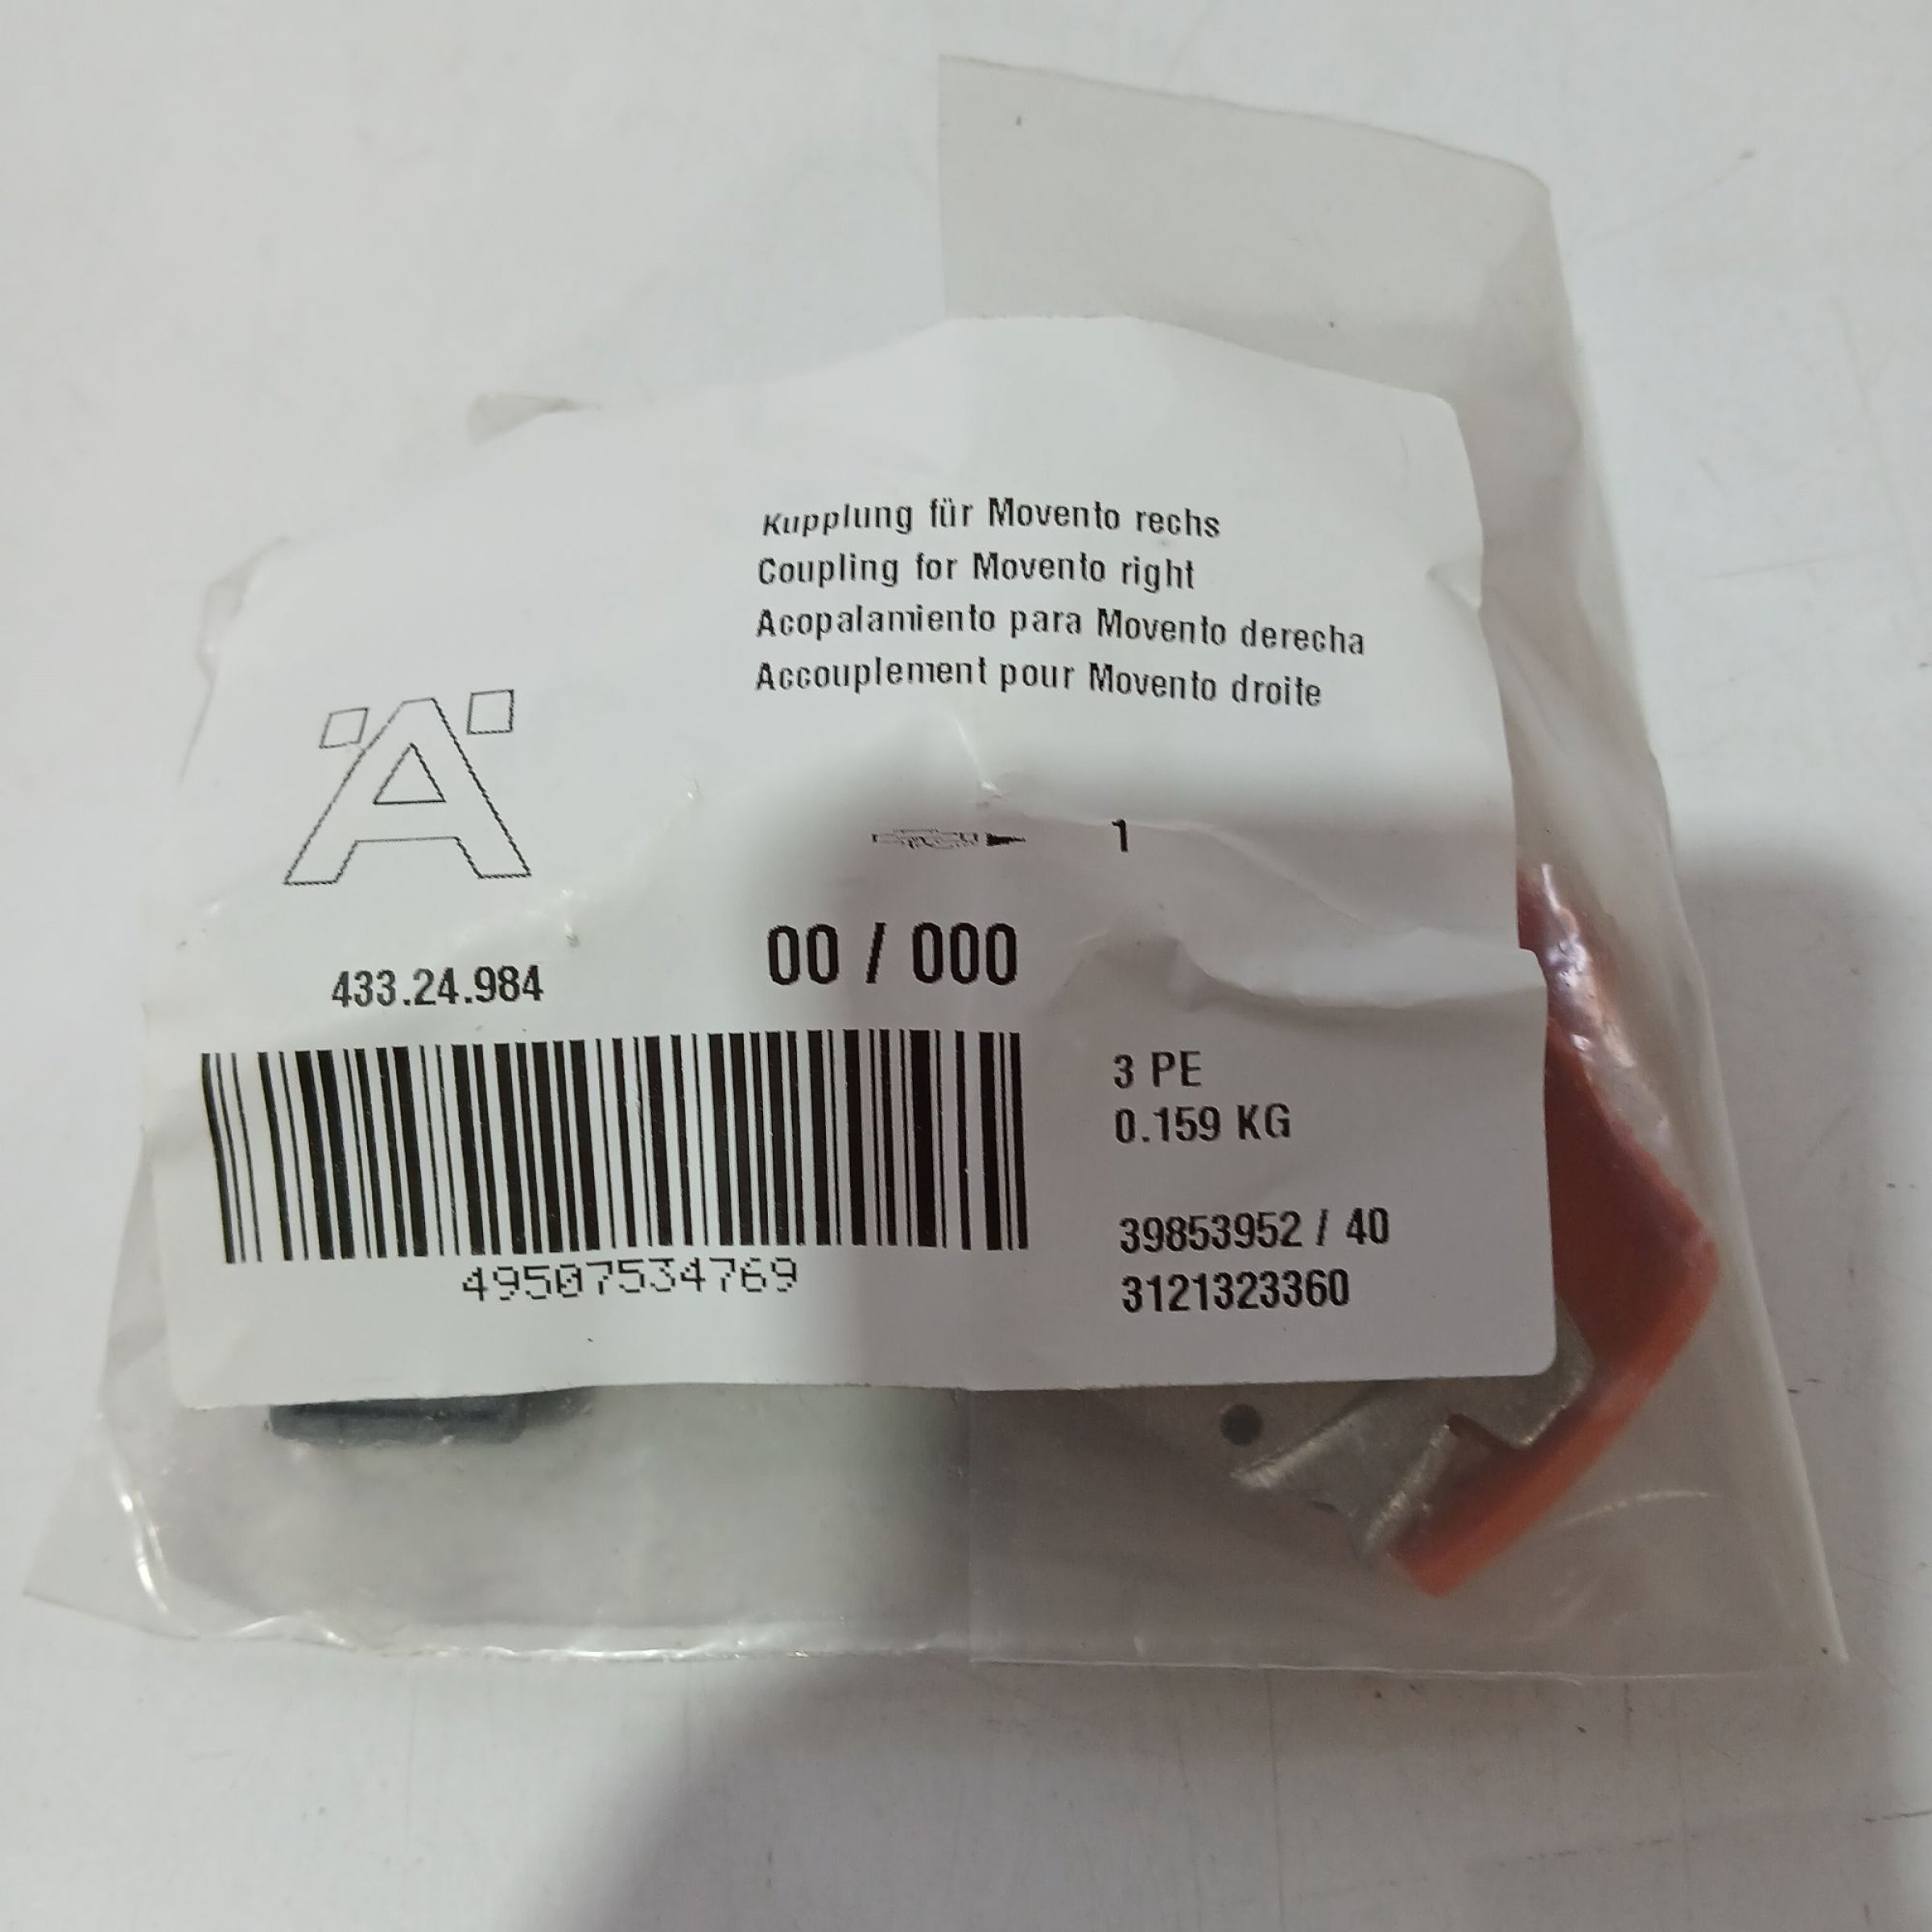 Kupplung für Movento rechs
Coupling for Movento right
Acopalamiento para Movento derecha
Accouplement pour Movento droite
Ä
1
433.24.984
00 / 000
3 PE
0.159 KG
495075534769
39853952 / 40
3121323360